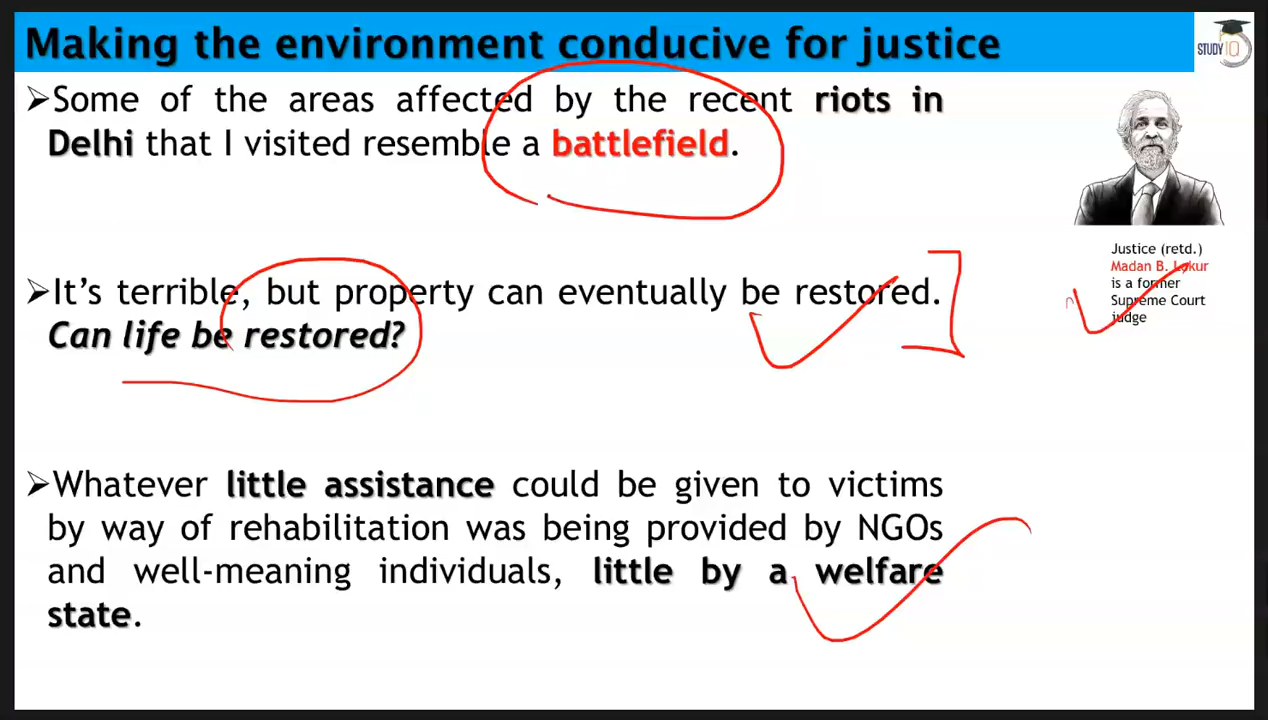 Making the environment conducive for justice
STUDY
10
➢Some of the areas affected by the recent riots in
Delhi that I visited resemble a battlefield.
➢It’s terrible, but property can eventually be restored.
Can life be restored?
➢Whatever little assistance could be given to victims
by way of rehabilitation was being provided by NGOs
and well-meaning individuals, little by a welfare
state.
Justice (retd.)
Madan B. Lokur
is a former
Supreme Court
judge